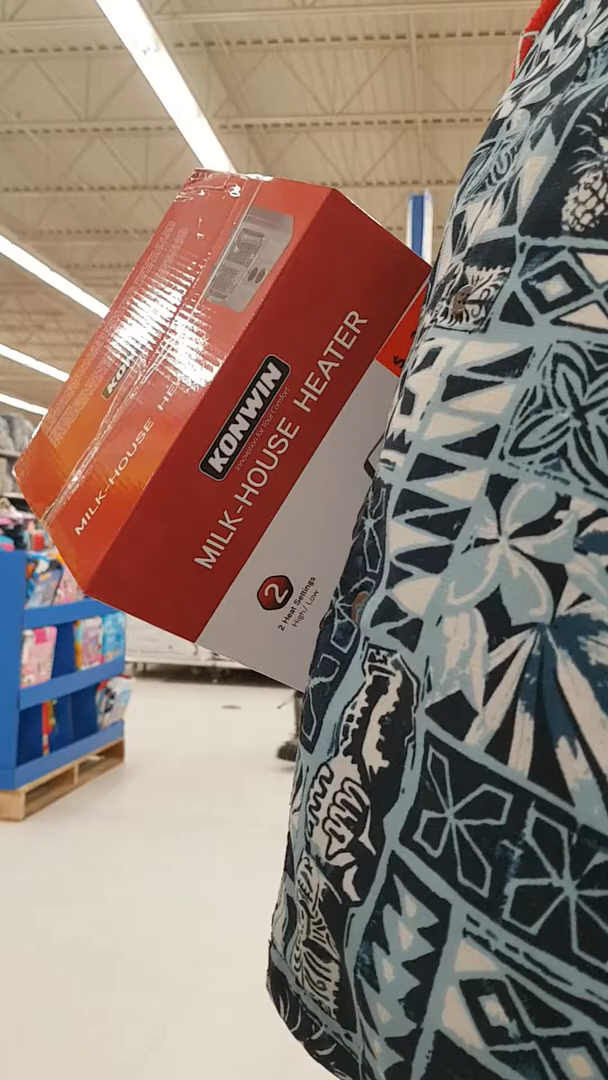 KONWIN
Innovation for Your Comfort
MILK-HOUSE HEATER
2
2 Heat Settings
High / Low
MILK-HOUSE
$